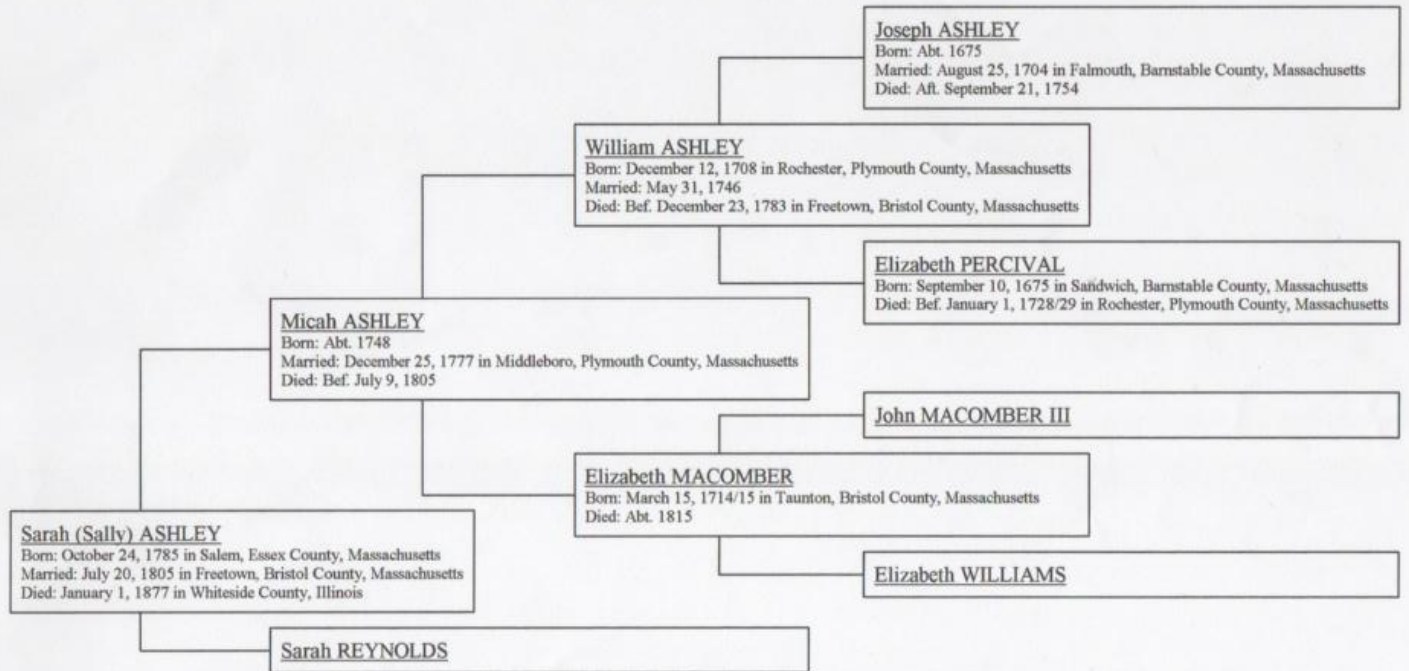 Joseph ASHLEY
Born: Abt. 1675
Married: August 25, 1704 in Falmouth, Barnstable County, Massachusetts
Died: Aft. September 21, 1754
William ASHLEY
Born: December 12, 1708 in Rochester, Plymouth County, Massachusetts
Married: May 31, 1746
Died: Bef. December 23, 1783 in Freetown, Bristol County, Massachusetts
Elizabeth PERCIVAL
Born: September 10, 1675 in Sandwich, Barnstable County, Massachusetts
Died: Bef. January 1, 1728/29 in Rochester, Plymouth County, Massachusetts
Micah ASHLEY
Born: Abt. 1748
Married: December 25, 1777 in Middleboro, Plymouth County, Massachusetts
Died: Bef. July 9, 1805
John MACOMBER III
Elizabeth MACOMBER
Born: March 15, 1714/15 in Taunton, Bristol County, Massachusetts
Died: Abt. 1815
Elizabeth WILLIAMS
Sarah (Sally) ASHLEY
Born: October 24, 1785 in Salem, Essex County, Massachusetts
Married: July 20, 1805 in Freetown, Bristol County, Massachusetts
Died: January 1, 1877 in Whiteside County, Illinois
Sarah REYNOLDS